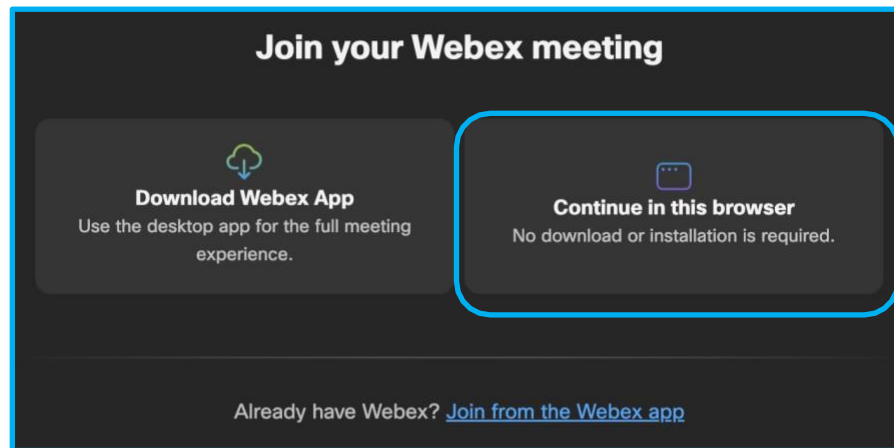 Join your Webex meeting
Download Webex App
Use the desktop app for the full meeting
experience.
Continue in this browser
No download or installation is required.
Already have Webex? Join from the Webex app